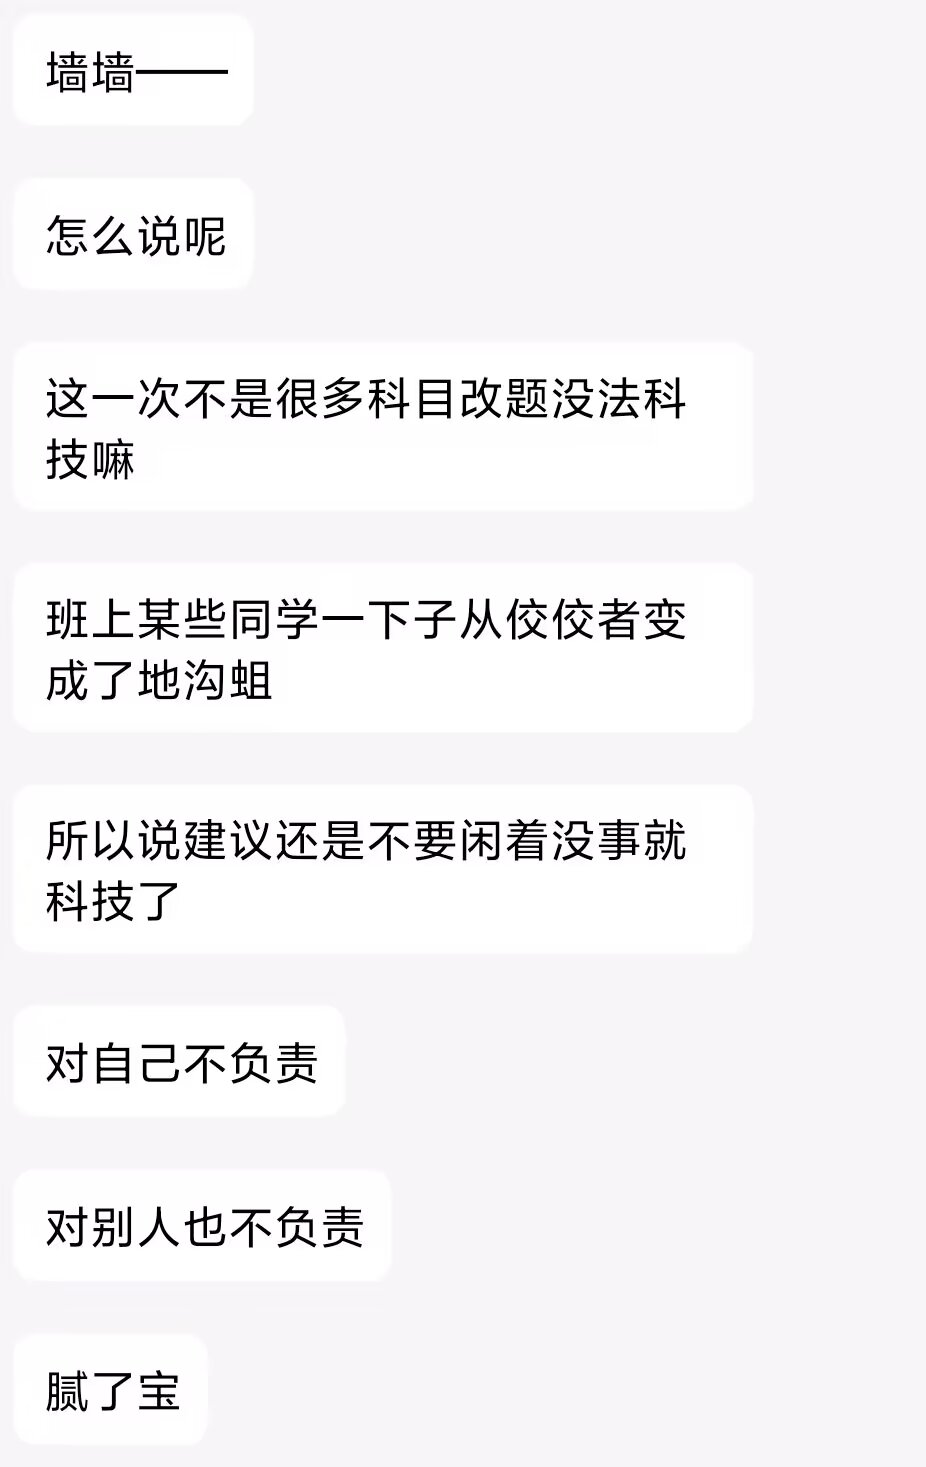 墙墙——
怎么说呢
这一次不是很多科目改题没法科
技嘛
班上某些同学一下子从佼佼者变
成了地沟蛆
所以说建议还是不要闲着没事就
科技了
对自己不负责
对别人也不负责
腻了宝